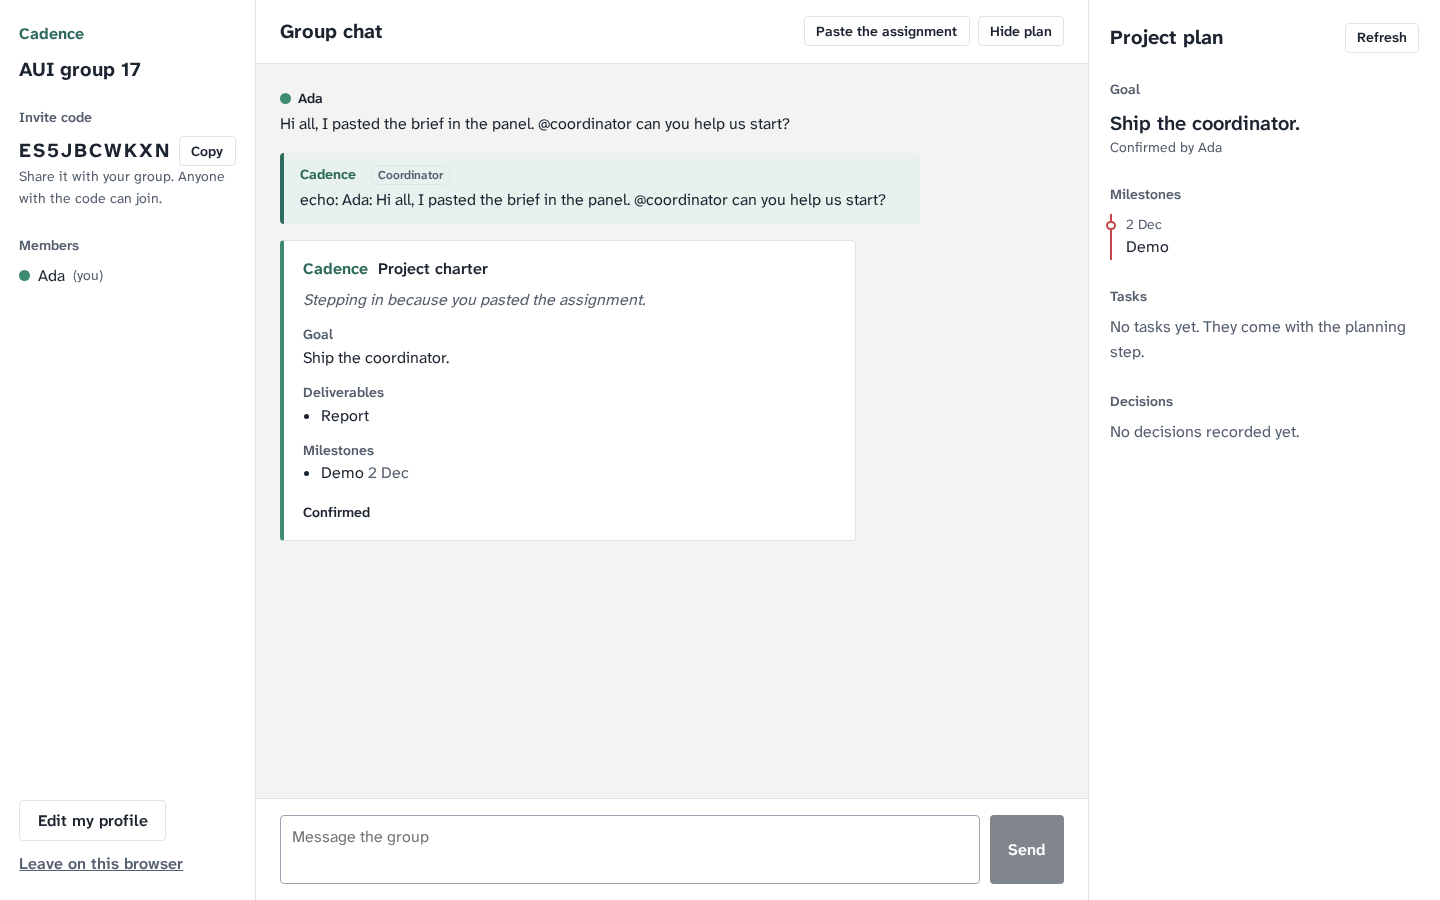 Cadence
AUI group 17
Invite code
ES5JBCWKXN Copy
Share it with your group. Anyone
with the code can join.
Members
Ada (you)
Edit my profile
Leave on this browser
Group chat
Paste the assignment
Hide plan
Ada
Hi all, I pasted the brief in the panel. @coordinator can you help us start?
Cadence Coordinator
echo: Ada: Hi all, I pasted the brief in the panel. @coordinator can you help us start?
Cadence Project charter
Stepping in because you pasted the assignment.
Goal
Ship the coordinator.
Deliverables
• Report
Milestones
• Demo 2 Dec
Confirmed
Message the group
Send
Project plan
Refresh
Goal
Ship the coordinator.
Confirmed by Ada
Milestones
2 Dec
Demo
Tasks
No tasks yet. They come with the planning
step.
Decisions
No decisions recorded yet.